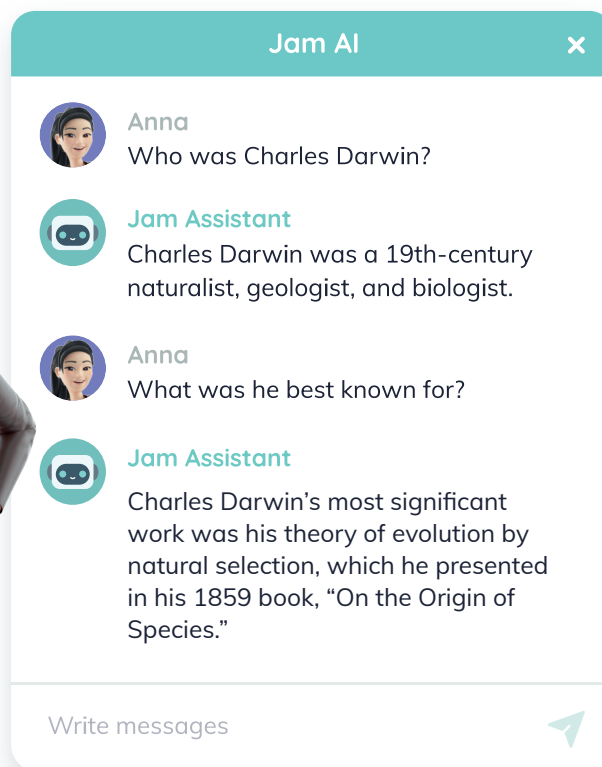 Jam AI
Anna
Who was Charles Darwin?
Jam Assistant
Charles Darwin was a 19th-century
naturalist, geologist, and biologist.
Anna
What was he best known for?
Jam Assistant
Charles Darwin’s most significant
work was his theory of evolution by
natural selection, which he presented
in his 1859 book, “On the Origin of
Species.”
Write messages